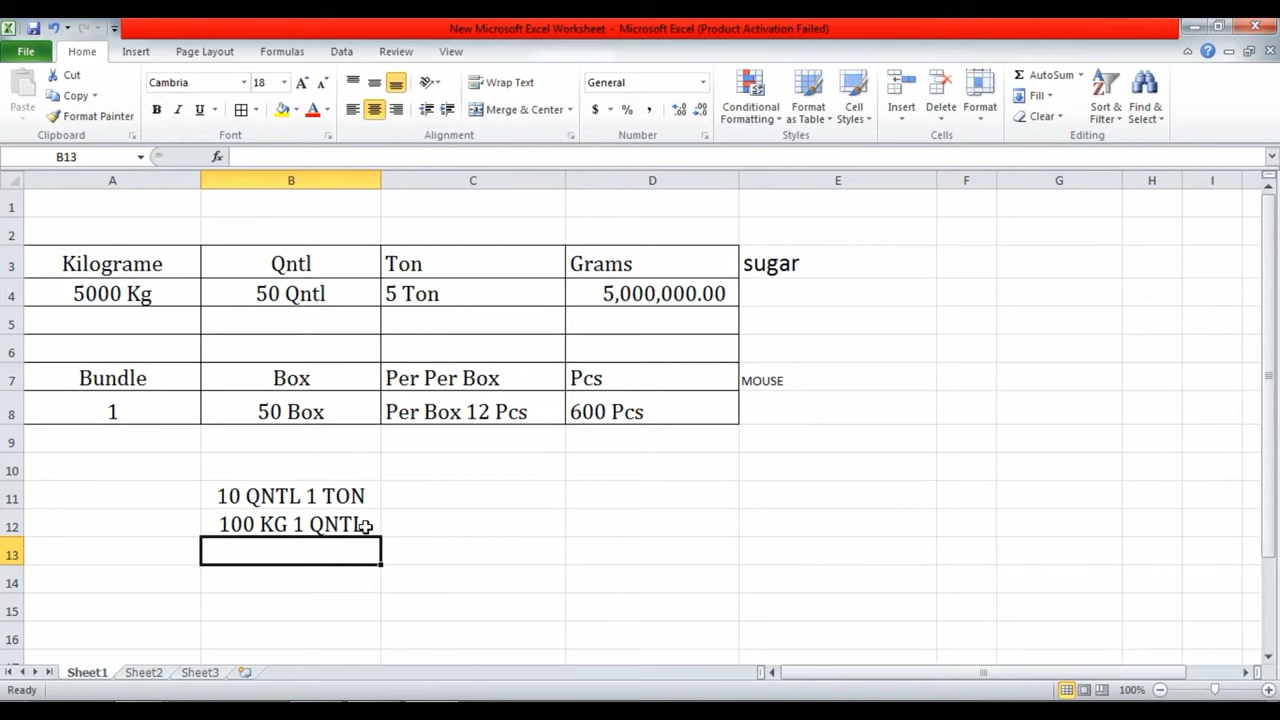 New Microsoft Excel Worksheet - Microsoft Excel (Product Activation Failed)
File Home Insert Page Layout Formulas Data Review View
Paste Cut Copy Format Painter Clipboard
Cambria 18 B I U A Font
Wrap Text Merge & Center Alignment
General $ % , Number
Conditional Formatting Format as Table Cell Styles Styles
Insert Delete Format Cells
Σ AutoSum Fill Clear Sort & Filter Find & Select Editing
B13 fx
A B C D E F G H I
1
2
3 Kilograme Qntl Ton Grams sugar
4 5000 Kg 50 Qntl 5 Ton 5,000,000.00
5
6
7 Bundle Box Per Per Box Pcs MOUSE
8 1 50 Box Per Box 12 Pcs 600 Pcs
9
10
11 10 QNTL 1 TON
12 100 KG 1 QNTL
13
14
15
16
Sheet1 Sheet2 Sheet3
Ready 100%